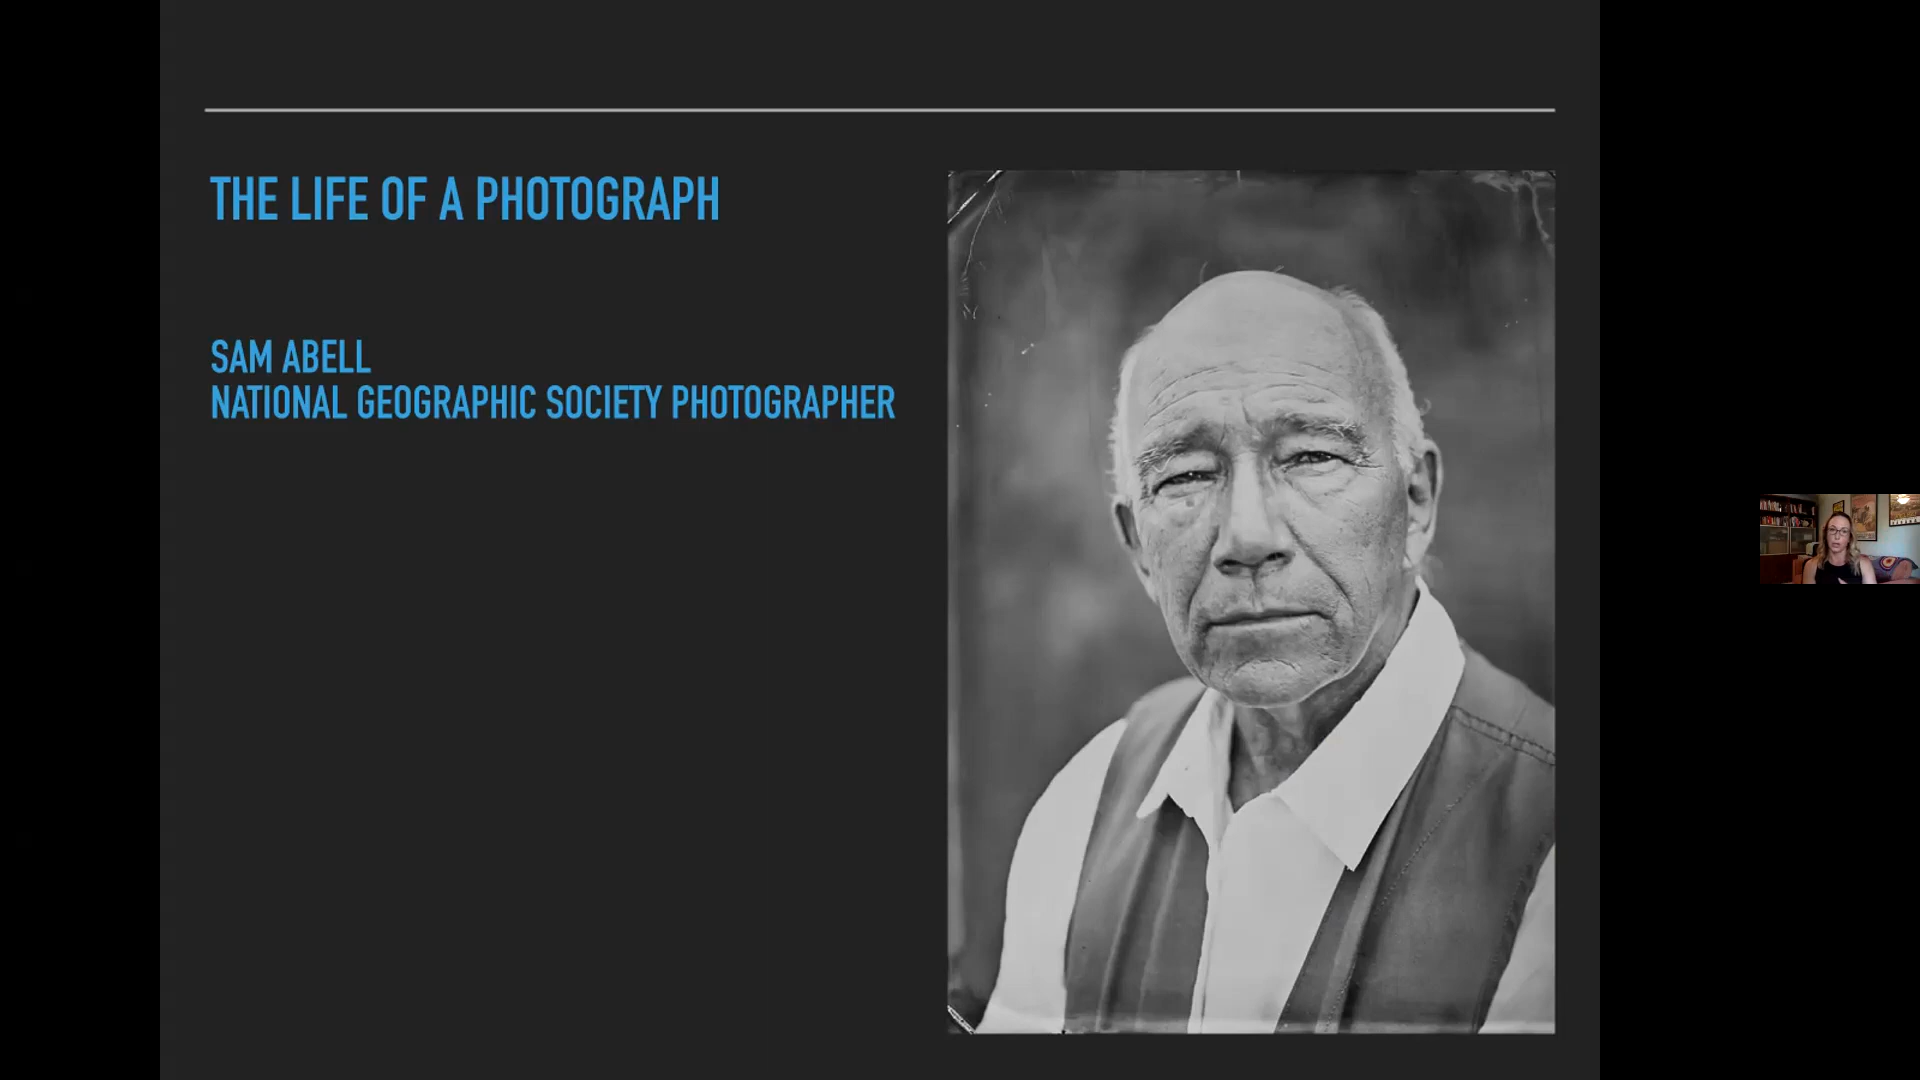 THE LIFE OF A PHOTOGRAPH
SAM ABELL
NATIONAL GEOGRAPHIC SOCIETY PHOTOGRAPHER